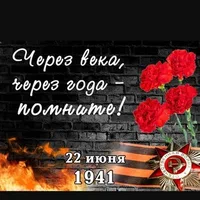 Через века,
через года –
помните!
22 июня
1941